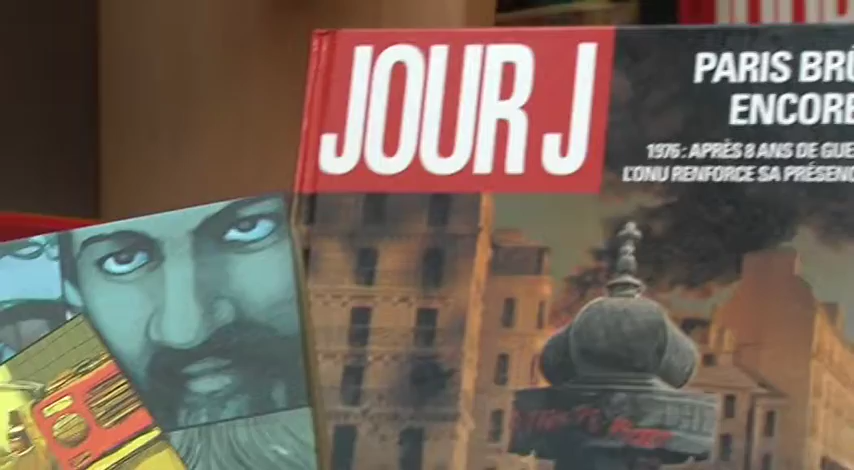 JOUR J
PARIS BRÛ
ENCORE
1976 : APRÈS 8 ANS DE GUE
L'ONU RENFORCE SA PRÉSENC